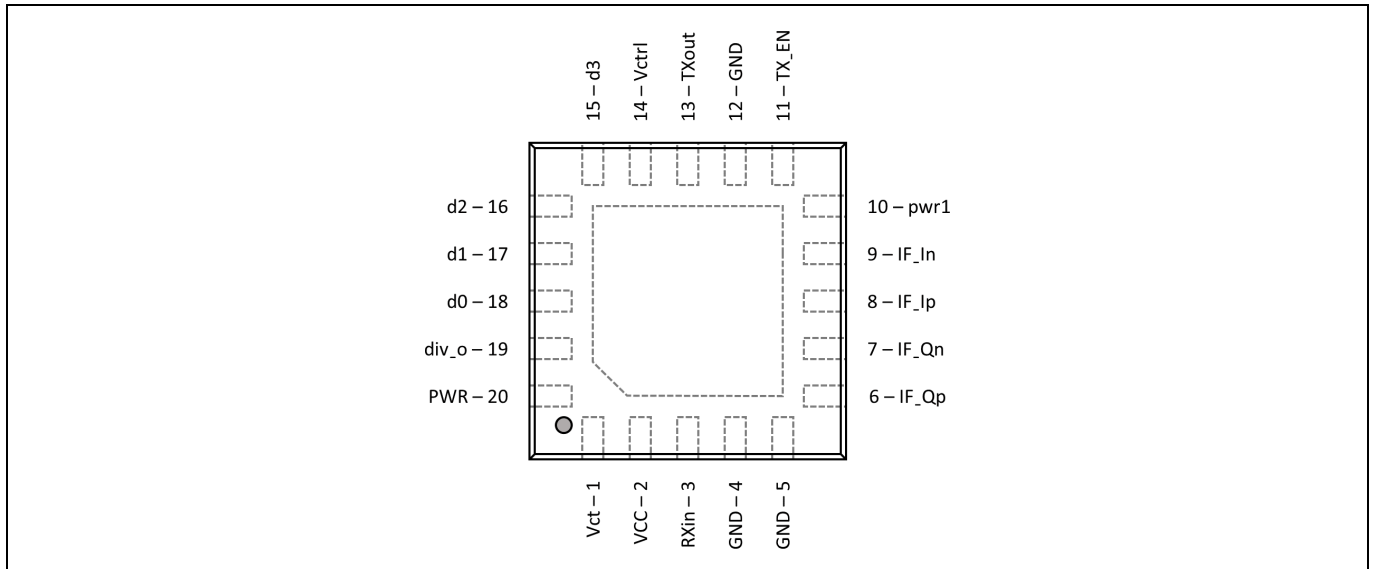 15 – d3
14 – Vctrl
13 – TXout
12 – GND
11 – TX_EN
d2 – 16
10 – pwr1
d1 – 17
9 – IF_In
d0 – 18
8 – IF_Ip
div_o – 19
7 – IF_Qn
PWR – 20
6 – IF_Qp
Vct – 1
VCC – 2
RXin – 3
GND – 4
GND – 5